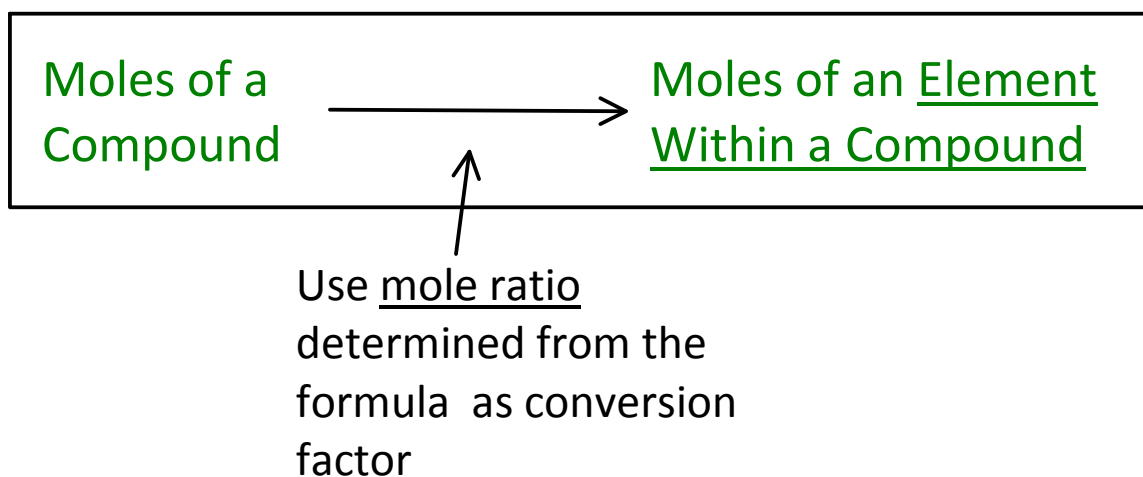 Moles of a
Compound
Moles of an Element
Within a Compound
Use mole ratio
determined from the
formula  as conversion
factor